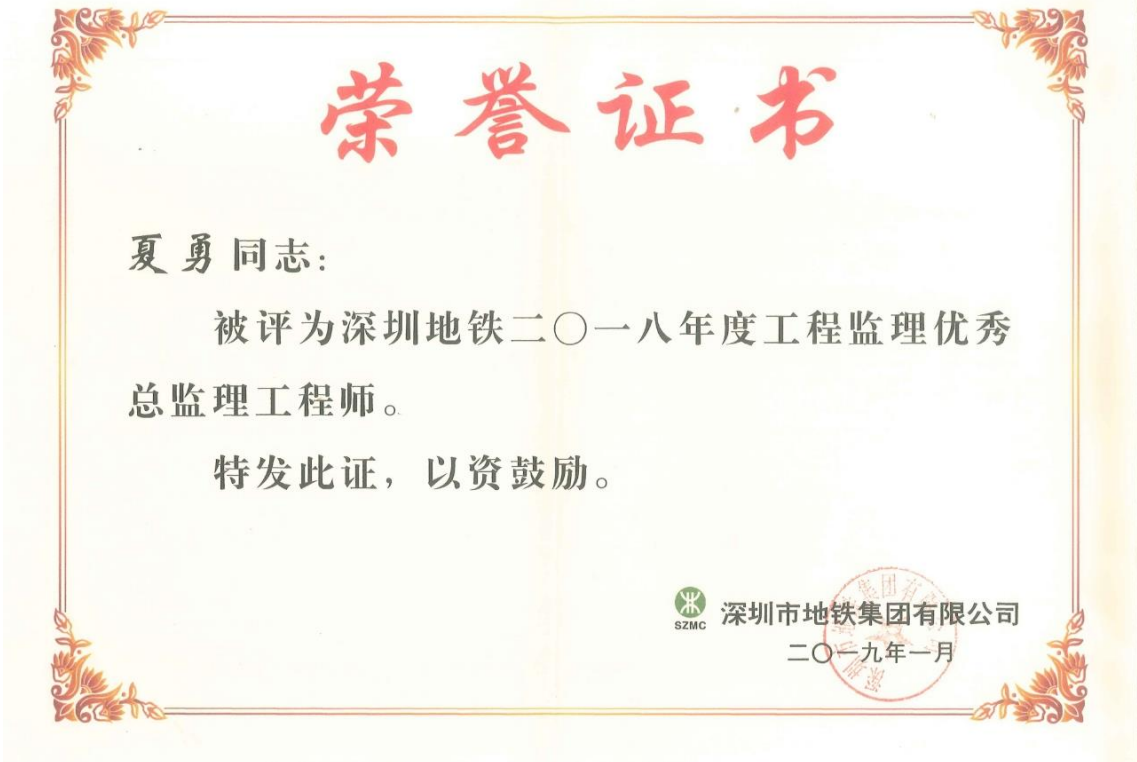 荣誉证书
夏勇同志：
被评为深圳地铁二〇一八年度工程监理优秀
总监理工程师。
特发此证，以资鼓励。
SZMC 深圳市地铁集团有限公司
二〇一九年一月